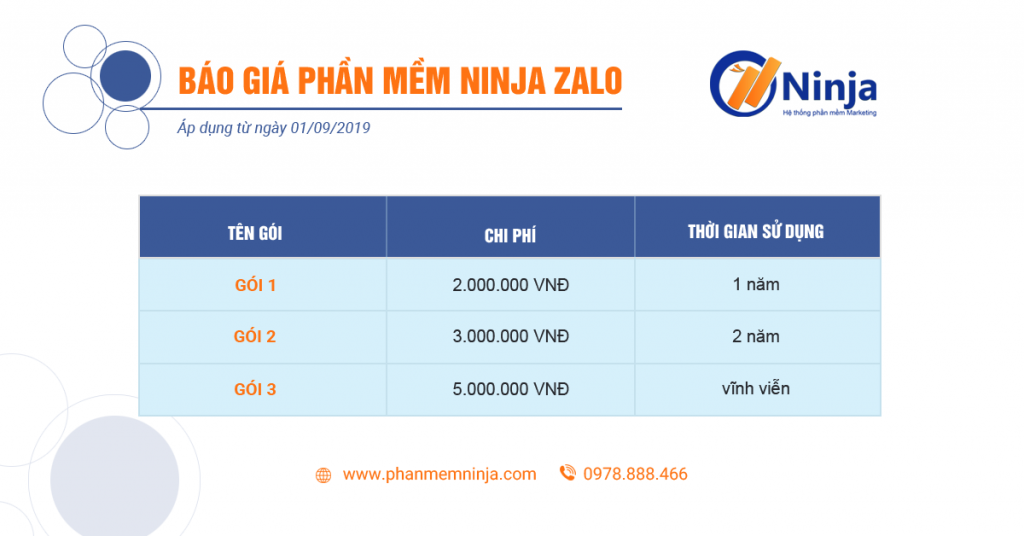 BÁO GIÁ PHẦN MỀM NINJA ZALO
Áp dụng từ ngày 01/09/2019
Ninja
Hệ thống phần mềm Marketing
TÊN GÓI CHI PHÍ THỜI GIAN SỬ DỤNG
GÓI 1 2.000.000 VNĐ 1 năm
GÓI 2 3.000.000 VNĐ 2 năm
GÓI 3 5.000.000 VNĐ vĩnh viễn
www.phanmemninja.com 0978.888.466